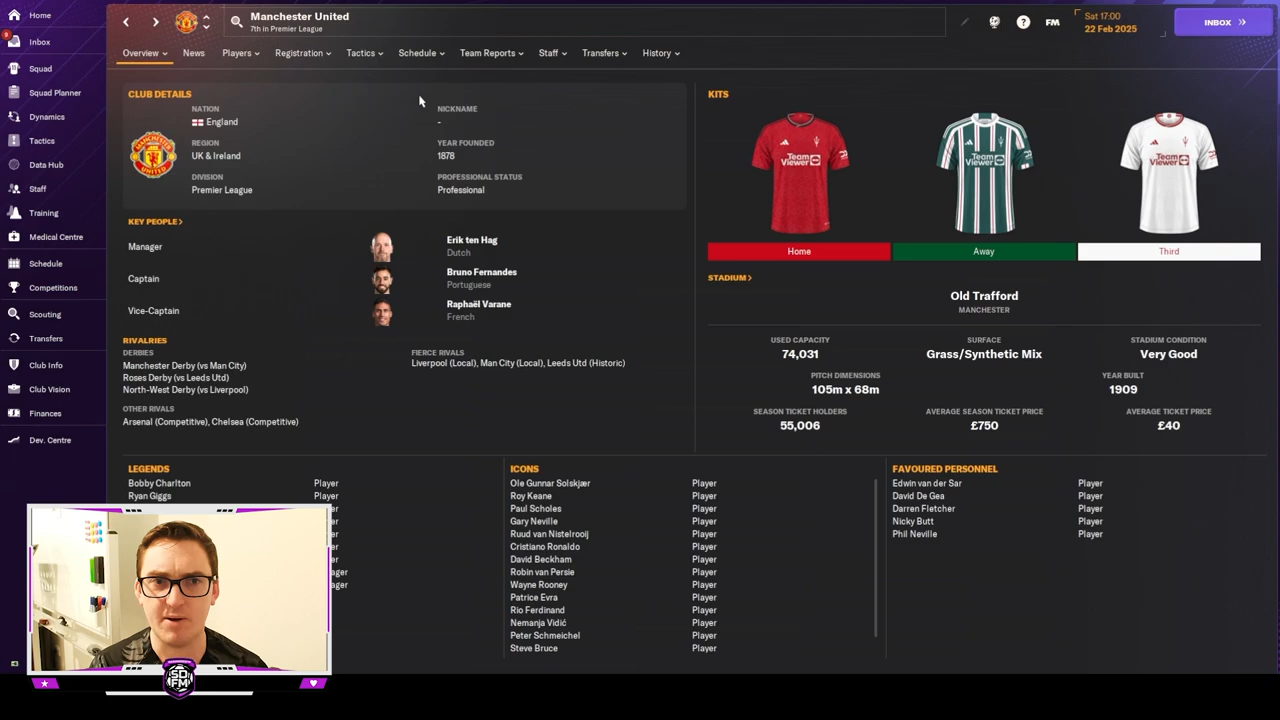 Home
9
Inbox
Squad
Squad Planner
Dynamics
Tactics
Data Hub
Staff
Training
Medical Centre
Schedule
Competitions
Scouting
Transfers
Club Info
Club Vision
Finances
Dev. Centre
Manchester United
7th in Premier League
FM
Sat 17:00
22 Feb 2025
INBOX
Overview
News
Players
Registration
Tactics
Schedule
Team Reports
Staff
Transfers
History
CLUB DETAILS
NATION
England
NICKNAME
-
REGION
UK & Ireland
YEAR FOUNDED
1878
DIVISION
Premier League
PROFESSIONAL STATUS
Professional
KEY PEOPLE >
Manager
Erik ten Hag
Dutch
Captain
Bruno Fernandes
Portuguese
Vice-Captain
Raphaël Varane
French
RIVALRIES
DERBIES
Manchester Derby (vs Man City)
Roses Derby (vs Leeds Utd)
North-West Derby (vs Liverpool)
FIERCE RIVALS
Liverpool (Local), Man City (Local), Leeds Utd (Historic)
OTHER RIVALS
Arsenal (Competitive), Chelsea (Competitive)
KITS
TeamViewer
TeamViewer
TeamViewer
Home
Away
Third
STADIUM >
Old Trafford
MANCHESTER
USED CAPACITY
74,031
SURFACE
Grass/Synthetic Mix
STADIUM CONDITION
Very Good
PITCH DIMENSIONS
105m x 68m
YEAR BUILT
1909
SEASON TICKET HOLDERS
55,006
AVERAGE SEASON TICKET PRICE
£750
AVERAGE TICKET PRICE
£40
LEGENDS
Bobby Charlton Player
Ryan Giggs Player
ICONS
Ole Gunnar Solskjær Player
Roy Keane Player
Paul Scholes Player
Gary Neville Player
Ruud van Nistelrooij Player
Cristiano Ronaldo Player
David Beckham Player
Robin van Persie Player
Wayne Rooney Player
Patrice Evra Player
Rio Ferdinand Player
Nemanja Vidić Player
Peter Schmeichel Player
Steve Bruce Player
FAVOURED PERSONNEL
Edwin van der Sar Player
David De Gea Player
Darren Fletcher Player
Nicky Butt Player
Phil Neville Player
SD
FM